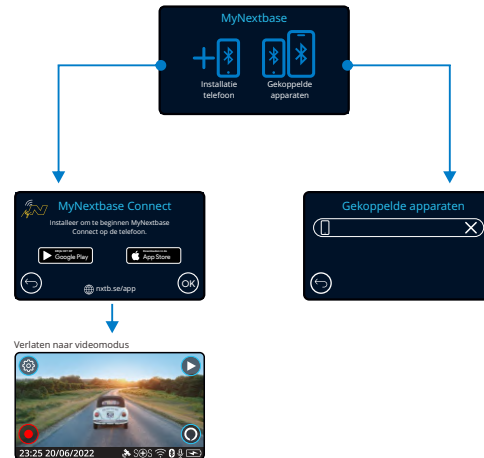 MyNextbase
Installatie
telefoon
Gekoppelde
apparaten
MyNextbase Connect
Installeer om te beginnen MyNextbase
Connect op de telefoon.
Google Play
App Store
OK
nxtb.se/app
Gekoppelde apparaten
Verlaten naar videomodus
23:25 20/06/2022